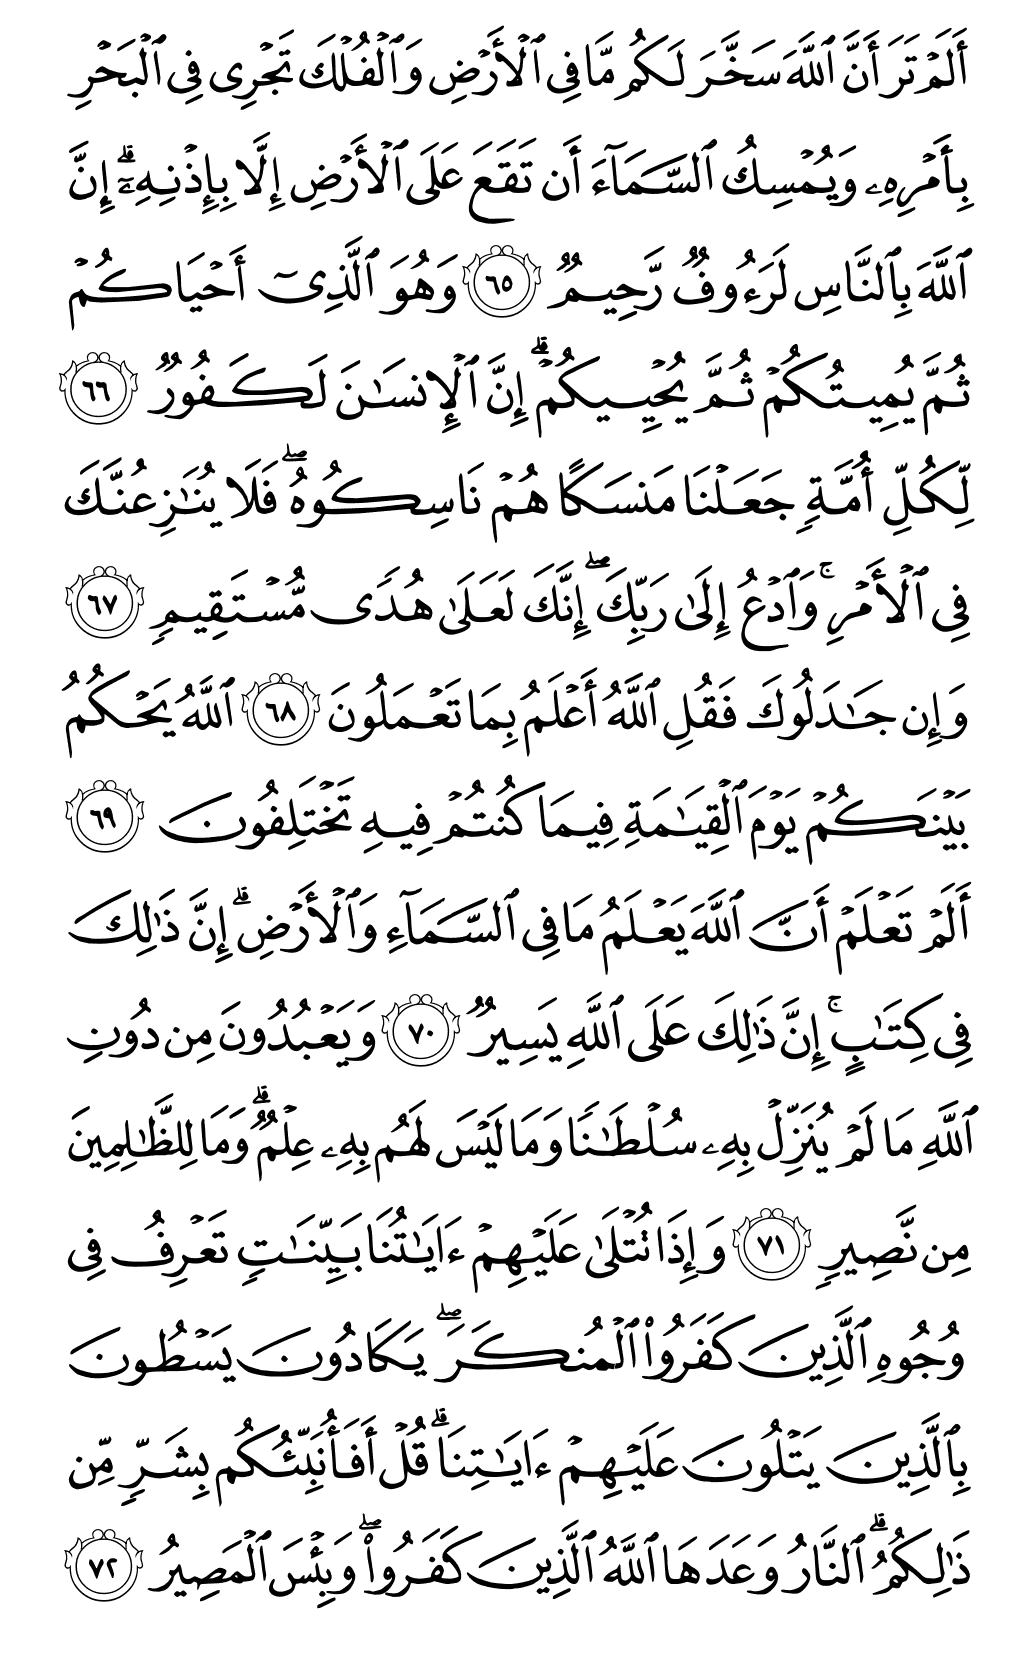 أَلَمْ تَرَ أَنَّ ٱللَّهَ سَخَّرَ لَكُم مَّا فِى ٱلْأَرْضِ وَٱلْفُلْكَ تَجْرِى فِى ٱلْبَحْرِ
بِأَمْرِهِۦ وَيُمْسِكُ ٱلسَّمَآءَ أَن تَقَعَ عَلَى ٱلْأَرْضِ إِلَّا بِإِذْنِهِۦٓ ۗ إِنَّ
ٱللَّهَ بِٱلنَّاسِ لَرَءُوفٌ رَّحِيمٌ ٦٥ وَهُوَ ٱلَّذِىٓ أَحْيَاكُمْ
ثُمَّ يُمِيتُكُمْ ثُمَّ يُحْيِيكُمْ ۗ إِنَّ ٱلْإِنسَـٰنَ لَكَفُورٌ ٦٦
لِّكُلِّ أُمَّةٍ جَعَلْنَا مَنسَكًا هُمْ نَاسِكُوهُ ۖ فَلَا يُنَـٰزِعُنَّكَ
فِى ٱلْأَمْرِ ۚ وَٱدْعُ إِلَىٰ رَبِّكَ ۖ إِنَّكَ لَعَلَىٰ هُدًى مُّسْتَقِيمٍ ٦٧
وَإِن جَـٰدَلُوكَ فَقُلِ ٱللَّهُ أَعْلَمُ بِمَا تَعْمَلُونَ ٦٨ ٱللَّهُ يَحْكُمُ
بَيْنَكُمْ يَوْمَ ٱلْقِيَـٰمَةِ فِيمَا كُنتُمْ فِيهِ تَخْتَلِفُونَ ٦٩
أَلَمْ تَعْلَمْ أَنَّ ٱللَّهَ يَعْلَمُ مَا فِى ٱلسَّمَآءِ وَٱلْأَرْضِ ۗ إِنَّ ذَٰلِكَ
فِى كِتَـٰبٍ ۚ إِنَّ ذَٰلِكَ عَلَى ٱللَّهِ يَسِيرٌ ٧٠ وَيَعْبُدُونَ مِن دُونِ
ٱللَّهِ مَا لَمْ يُنَزِّلْ بِهِۦ سُلْطَـٰنًا وَمَا لَيْسَ لَهُم بِهِۦ عِلْمٌ ۗ وَمَا لِلظَّـٰلِمِينَ
مِن نَّصِيرٍ ٧١ وَإِذَا تُتْلَىٰ عَلَيْهِمْ ءَايَـٰتُنَا بَيِّنَـٰتٍ تَعْرِفُ فِى
وُجُوهِ ٱلَّذِينَ كَفَرُوا۟ ٱلْمُنكَرَ ۖ يَكَادُونَ يَسْطُونَ
بِٱلَّذِينَ يَتْلُونَ عَلَيْهِمْ ءَايَـٰتِنَا ۗ قُلْ أَفَأُنَبِّئُكُم بِشَرٍّ مِّن
ذَٰلِكُمُ ۗ ٱلنَّارُ وَعَدَهَا ٱللَّهُ ٱلَّذِينَ كَفَرُوا۟ ۖ وَبِئْسَ ٱلْمَصِيرُ ٧٢